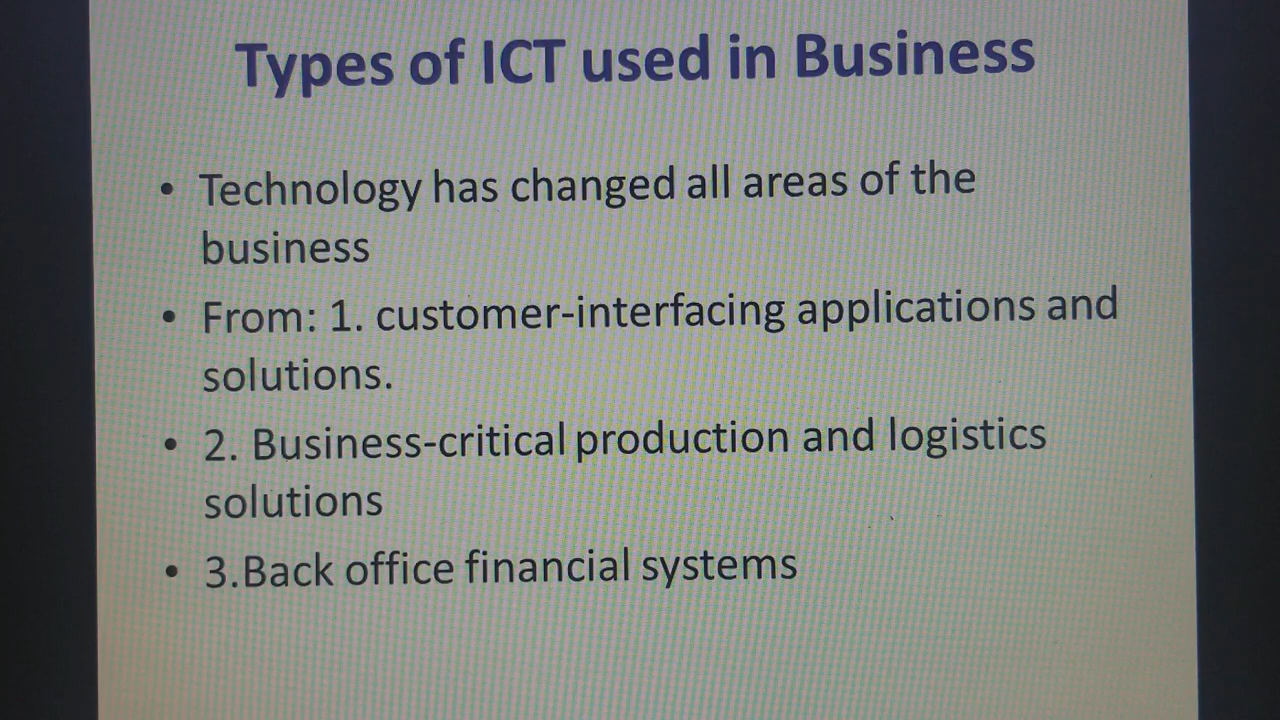 Types of ICT used in Business
• Technology has changed all areas of the
business
• From: 1. customer-interfacing applications and
solutions.
• 2. Business-critical production and logistics
solutions
• 3.Back office financial systems